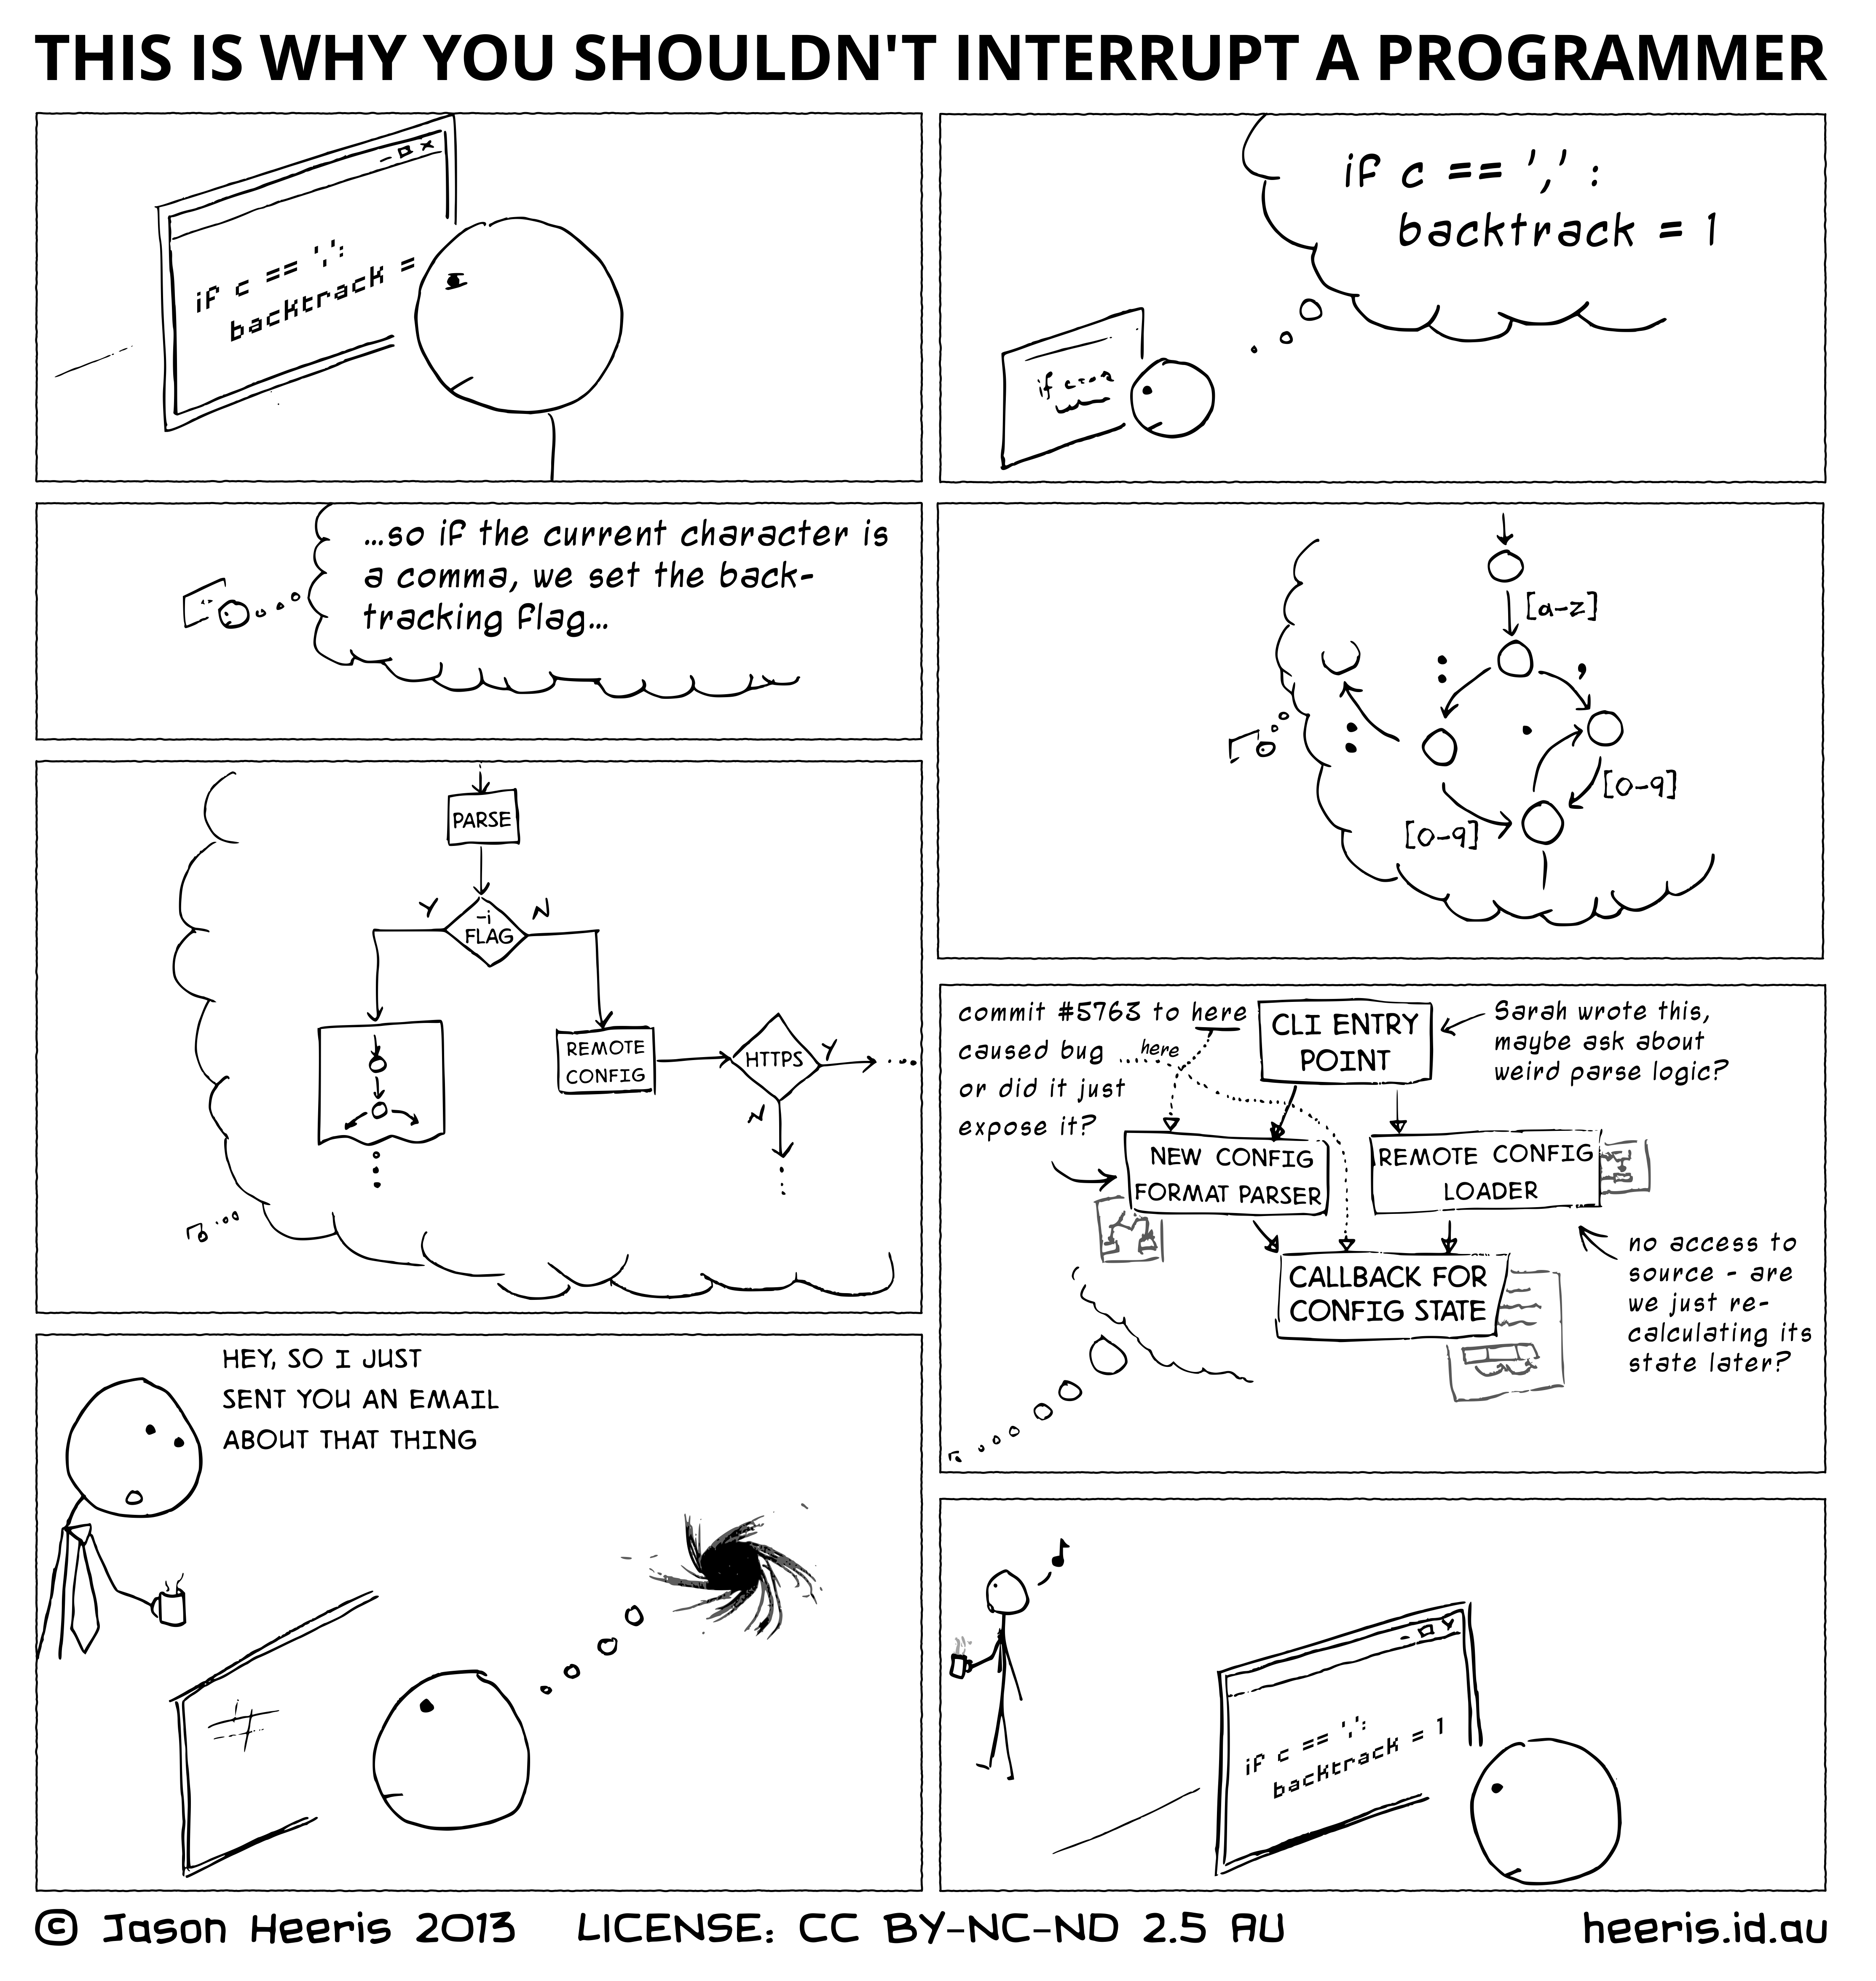 THIS IS WHY YOU SHOULDN'T INTERRUPT A PROGRAMMER
if c == ',':
backtrack =
if c == ',' :
backtrack = 1
if c
...so if the current character is
a comma, we set the back-
tracking flag...
[a-z]
:
,
:
.
[0-9]
[0-9]
PARSE
Y
-i
FLAG
N
REMOTE
CONFIG
HTTPS
Y
N
commit #5763 to here
caused bug ..... here
or did it just
expose it?
CLI ENTRY
POINT
Sarah wrote this,
maybe ask about
weird parse logic?
NEW CONFIG
FORMAT PARSER
REMOTE CONFIG
LOADER
CALLBACK FOR
CONFIG STATE
no access to
source - are
we just re-
calculating its
state later?
HEY, SO I JUST
SENT YOU AN EMAIL
ABOUT THAT THING
if c == ',':
backtrack = 1
© Jason Heeris 2013 LICENSE: CC BY-NC-ND 2.5 AU heeris.id.au